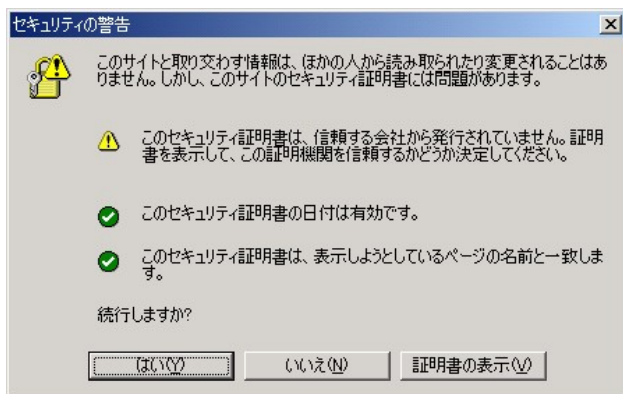 セキュリティの警告
このサイトと取り交わす情報は、ほかの人から読み取られたり変更されることはあ
りません。しかし、このサイトのセキュリティ証明書には問題があります。
このセキュリティ証明書は、信頼する会社から発行されていません。証明
書を表示して、この証明機関を信頼するかどうか決定してください。
このセキュリティ証明書の日付は有効です。
このセキュリティ証明書は、表示しようとしているページの名前と一致しま
す。
続行しますか?
はい(Y) いいえ(N) 証明書の表示(V)